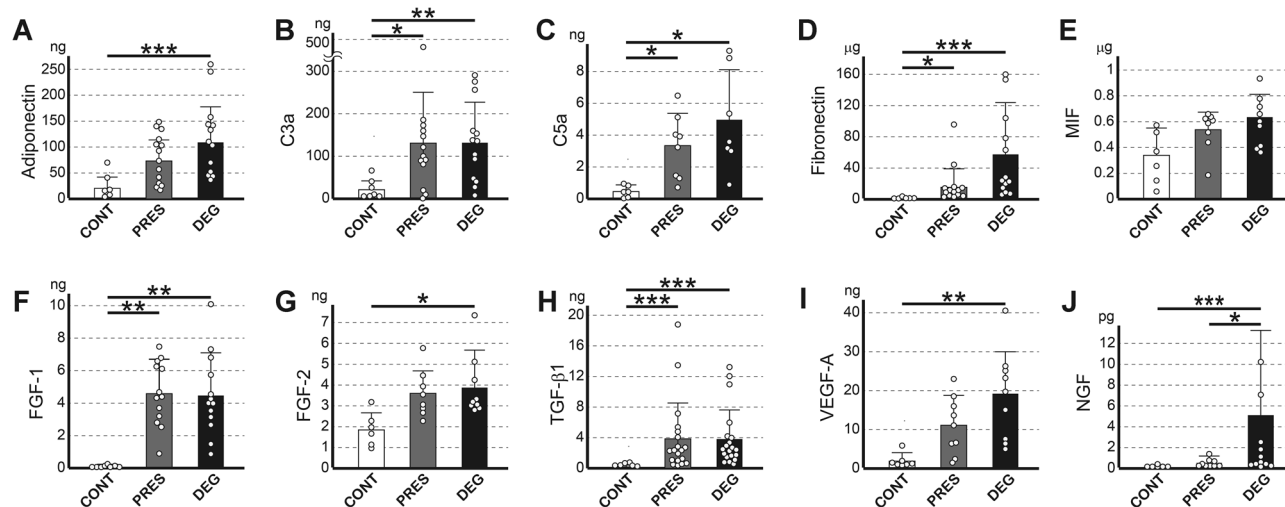 A
ng
***
Adiponectin
250
200
150
100
50
0
CONT PRES DEG
B
ng
**
*
C3a
500
300
200
100
CONT PRES DEG
C
ng
*
*
C5a
8
6
4
2
0
CONT PRES DEG
D
µg
***
*
Fibronectin
160
120
80
40
0
CONT PRES DEG
E
µg
MIF
1
0.8
0.6
0.4
0.2
0
CONT PRES DEG
F
ng
**
**
FGF-1
10
8
6
4
2
0
CONT PRES DEG
G
ng
*
FGF-2
7
6
5
4
3
2
1
0
CONT PRES DEG
H
ng
***
***
TGF-β1
20
16
12
8
4
0
CONT PRES DEG
I
ng
**
VEGF-A
40
30
20
10
0
CONT PRES DEG
J
pg
***
*
NGF
12
10
8
6
4
2
0
CONT PRES DEG